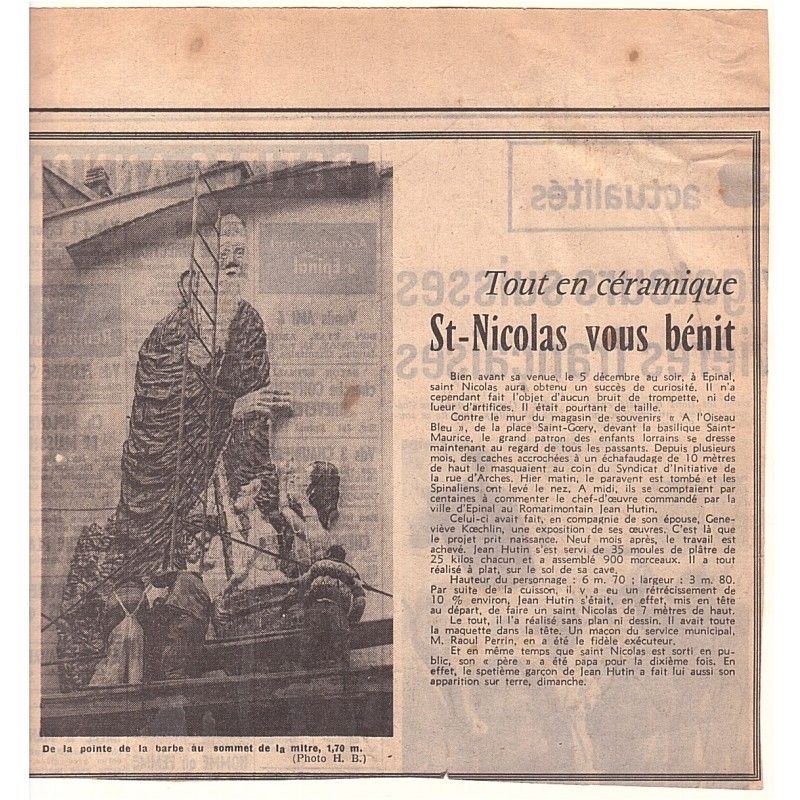 actualités
Tout en céramique
St-Nicolas vous bénit
Bien avant sa venue, le 5 décembre au soir, à Epinal,
saint Nicolas aura obtenu un succès de curiosité. Il n'a
cependant fait l'objet d'aucun bruit de trompette, ni de
lueur d'artifices. Il était pourtant de taille.
Contre le mur du magasin de souvenirs « A l'Oiseau
Bleu », de la place Saint-Gœry, devant la basilique Saint-
Maurice, le grand patron des enfants lorrains se dresse
maintenant au regard de tous les passants. Depuis plusieurs
mois, des caches accrochées à un échafaudage de 10 mètres
de haut le masquaient au coin du Syndicat d'Initiative de
la rue d'Arches. Hier matin, le paravent est tombé et les
Spinaliens ont levé le nez. A midi, ils se comptaient par
centaines à commenter le chef-d'œuvre commandé par la
ville d'Epinal au Romarimontain Jean Hutin.
Celui-ci avait fait, en compagnie de son épouse, Gene-
viève Kœchlin, une exposition de ses œuvres. C'est là que
le projet prit naissance. Neuf mois après, le travail est
achevé. Jean Hutin s'est servi de 35 moules de plâtre de
25 kilos chacun et a assemblé 900 morceaux. Il a tout
réalisé à plat, sur le sol de sa cave.
Hauteur du personnage : 6 m. 70 ; largeur : 3 m. 80.
Par suite de la cuisson, il y a eu un rétrécissement de
10 % environ, Jean Hutin s'était, en effet, mis en tête
au départ, de faire un saint Nicolas de 7 mètres de haut.
Le tout, il l'a réalisé sans plan ni dessin. Il avait toute
la maquette dans la tête. Un maçon du service municipal,
M. Raoul Perrin, en a été le fidèle exécuteur.
Et en même temps que saint Nicolas est sorti en pu-
blic, son « père » a été papa pour la dixième fois. En
effet, le spetième garçon de Jean Hutin a fait lui aussi son
apparition sur terre, dimanche.
De la pointe de la barbe au sommet de la mitre, 1,70 m.
(Photo H. B.)